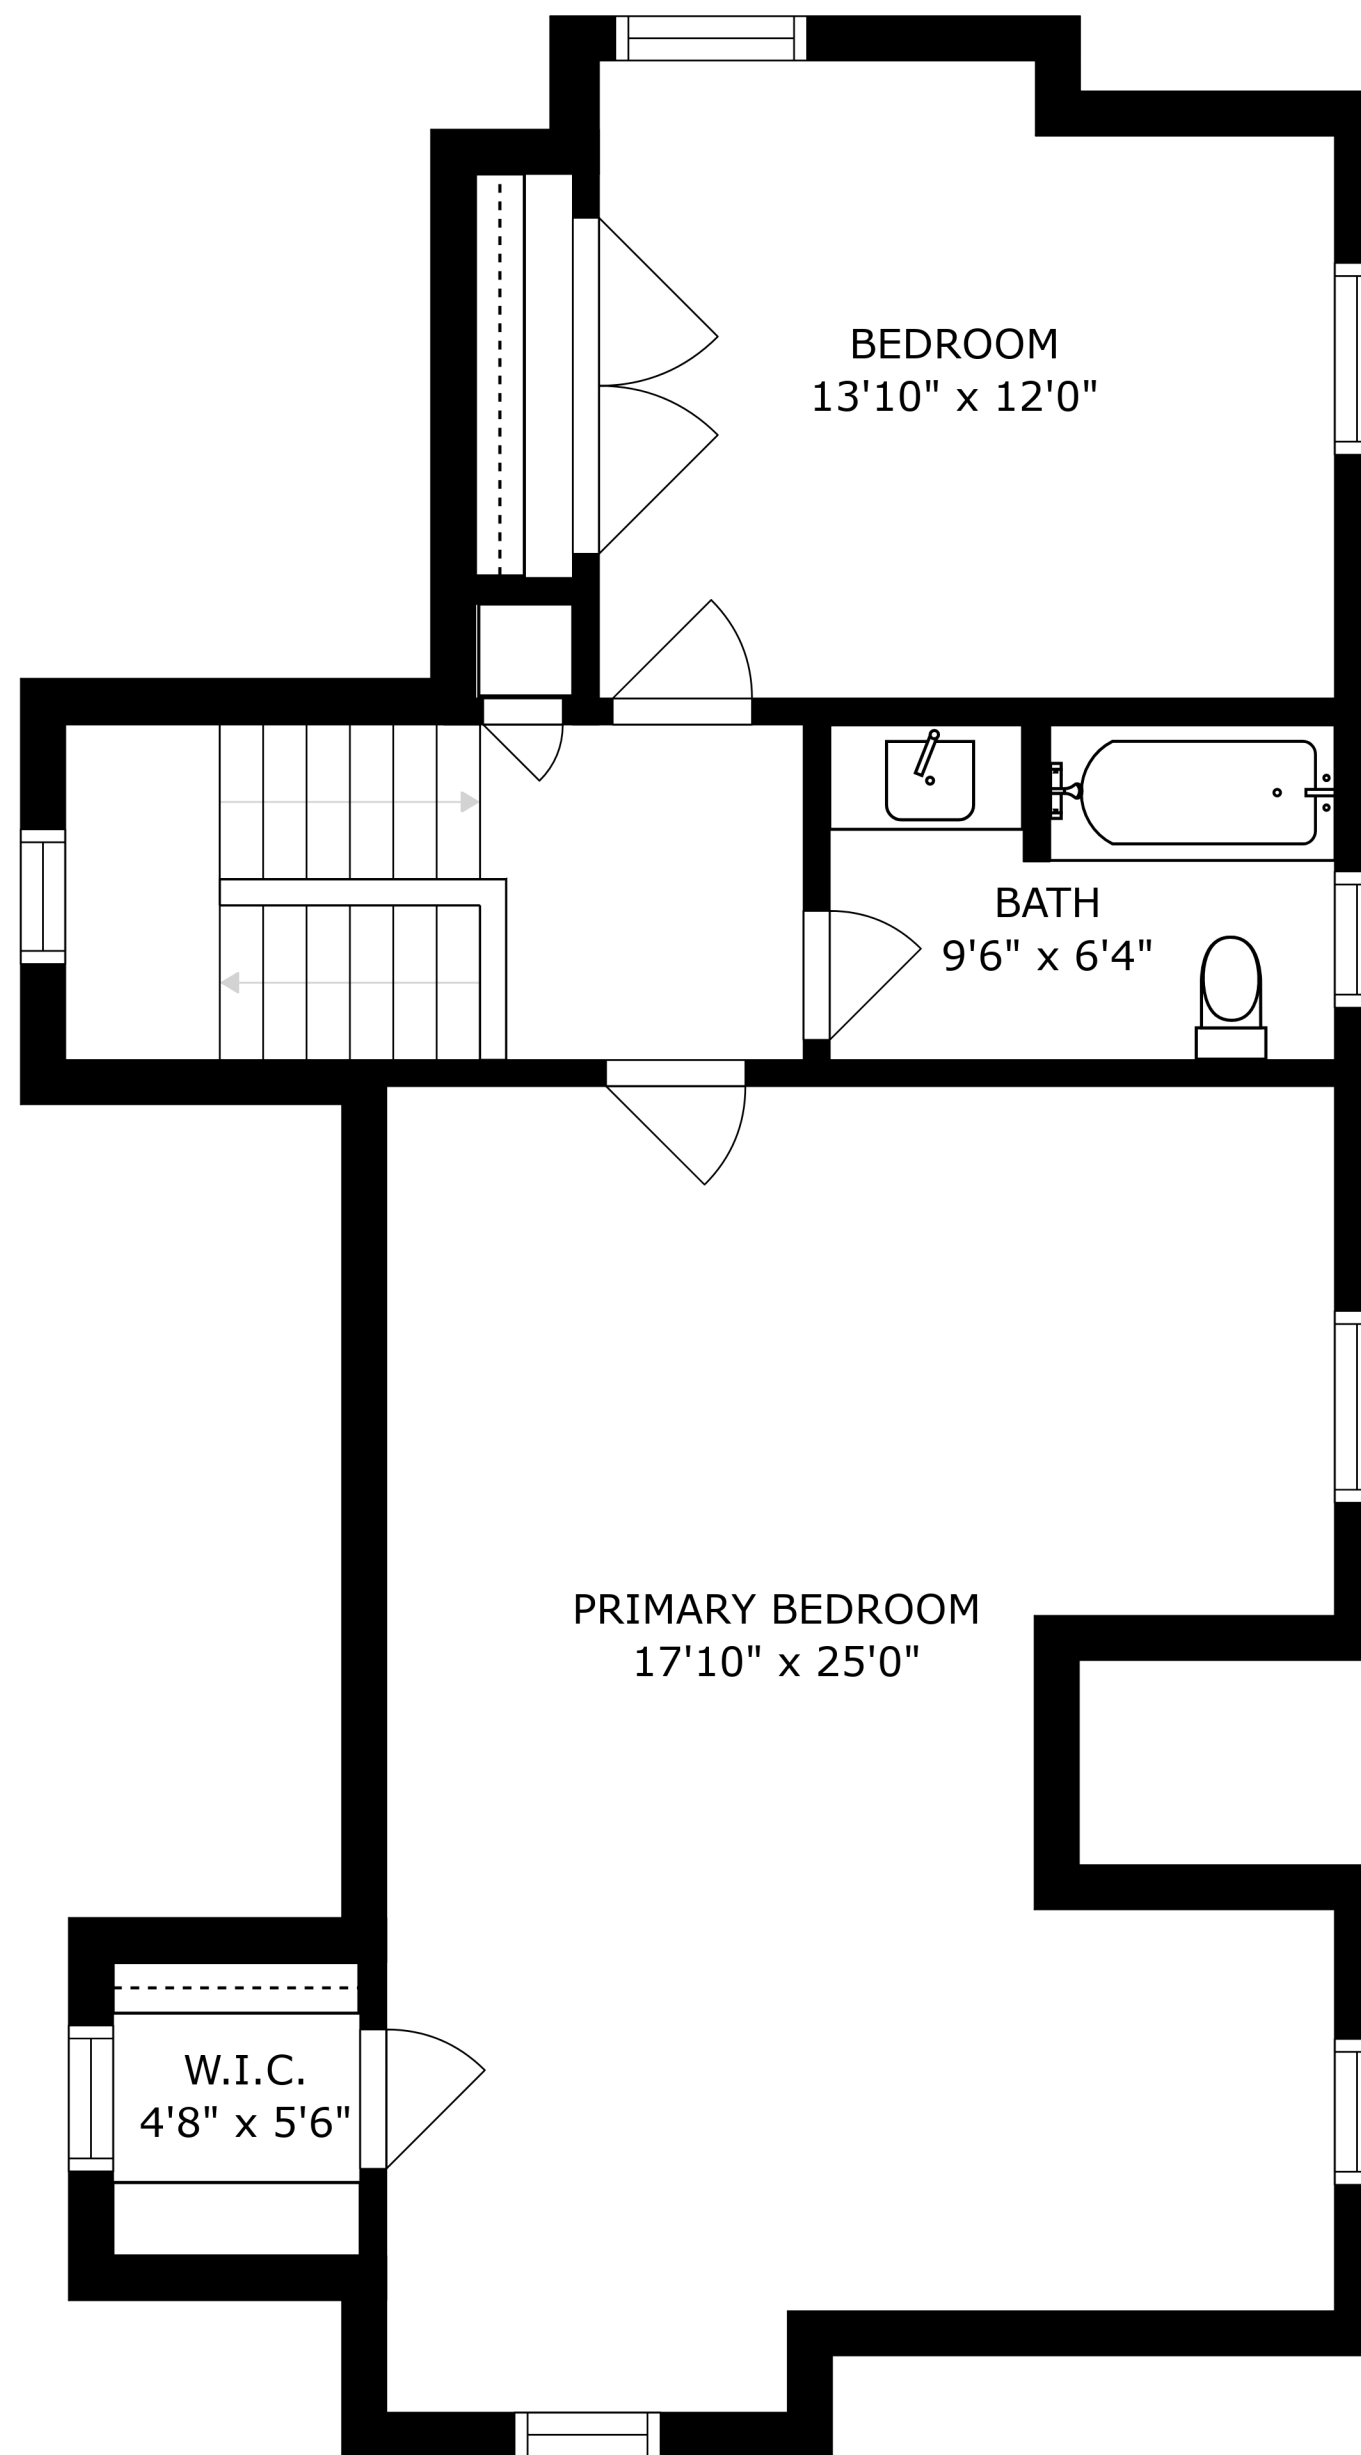 BEDROOM
13'10" x 12'0"
BATH
9'6" x 6'4"
PRIMARY BEDROOM
17'10" x 25'0"
W.I.C.
4'8" x 5'6"